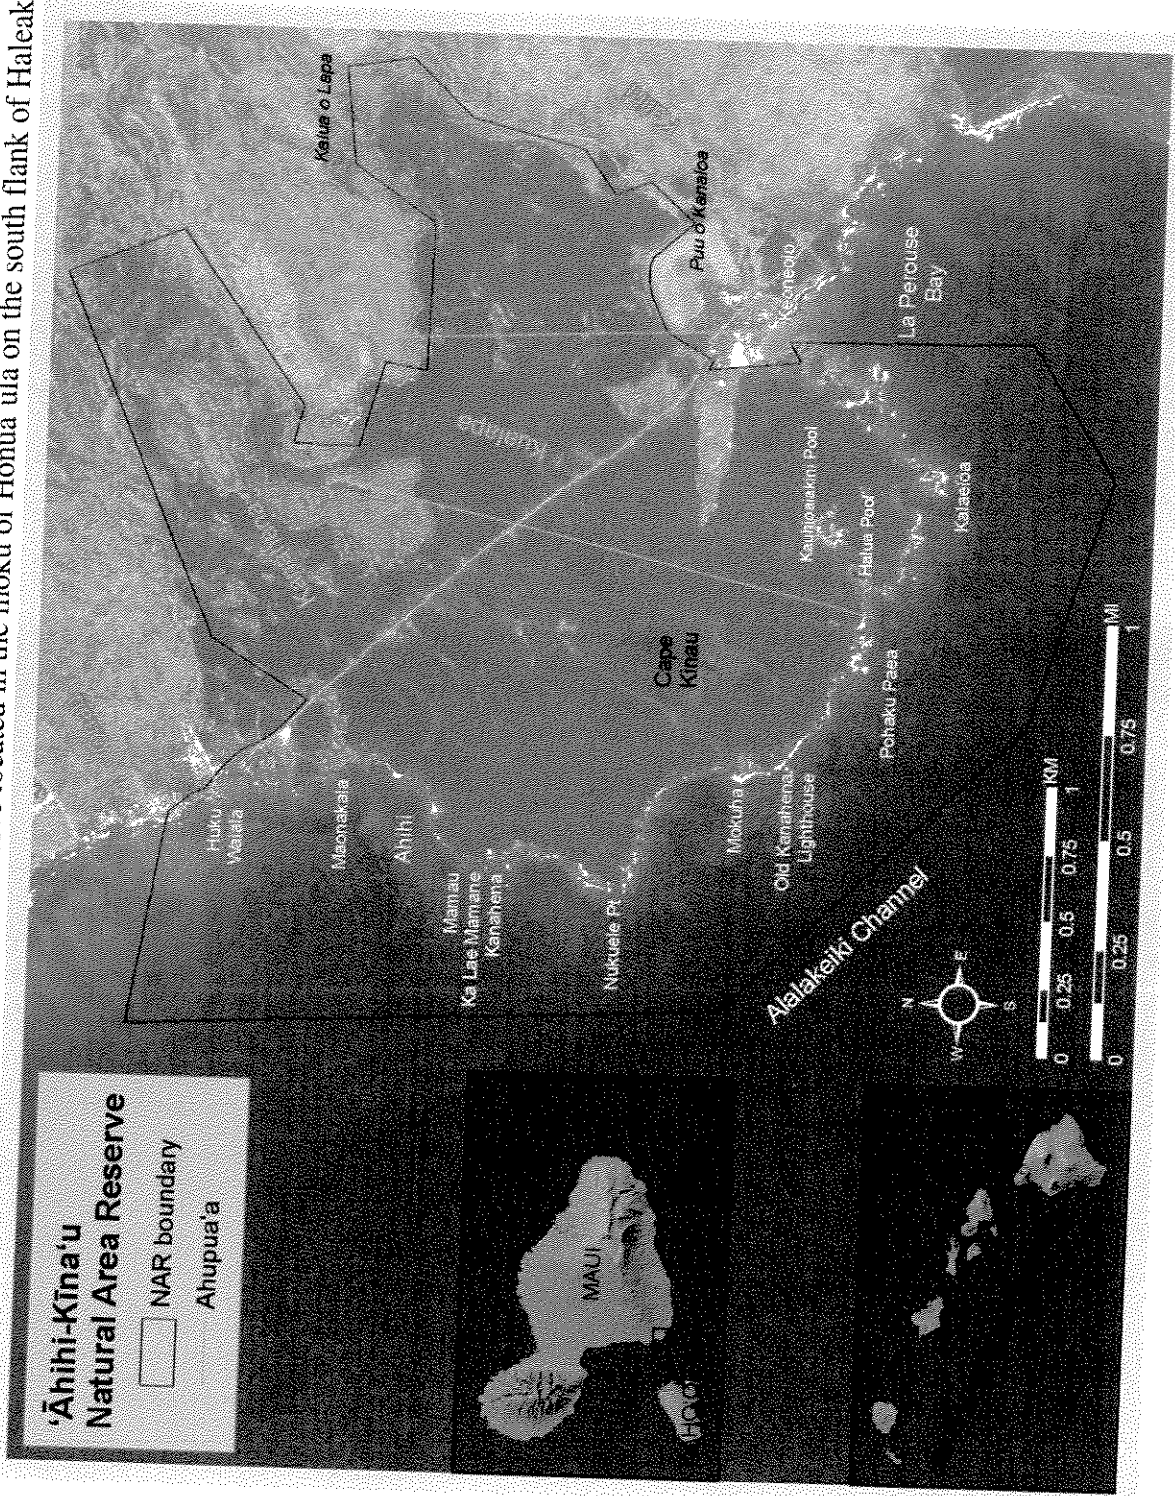 located in the moku of Honua ula on the south flank of Haleak
ʻĀhihi-Kīnaʻu
Natural Area Reserve
NAR boundary
Ahupua'a
Kalua o Lapa
Puu o Kanaloa
Keoneoio
La Perouse
Bay
Kualapa
Kauhioaiakini Pool
Halua Pool
Kalaeloa
Cape
Kinau
Pohaku Paea
Huku
Waiala
Maonakala
Ahihi
Mamau
Ka Lae Mamane
Kanahena
Nukuele Pt
Mokuha
Old Kanahena
Lighthouse
Alalakeiki Channel
N
W
E
S
KM
0
0.25
0.5
0.75
1
MI
0
0.25
0.5
0.75
1
MAUI